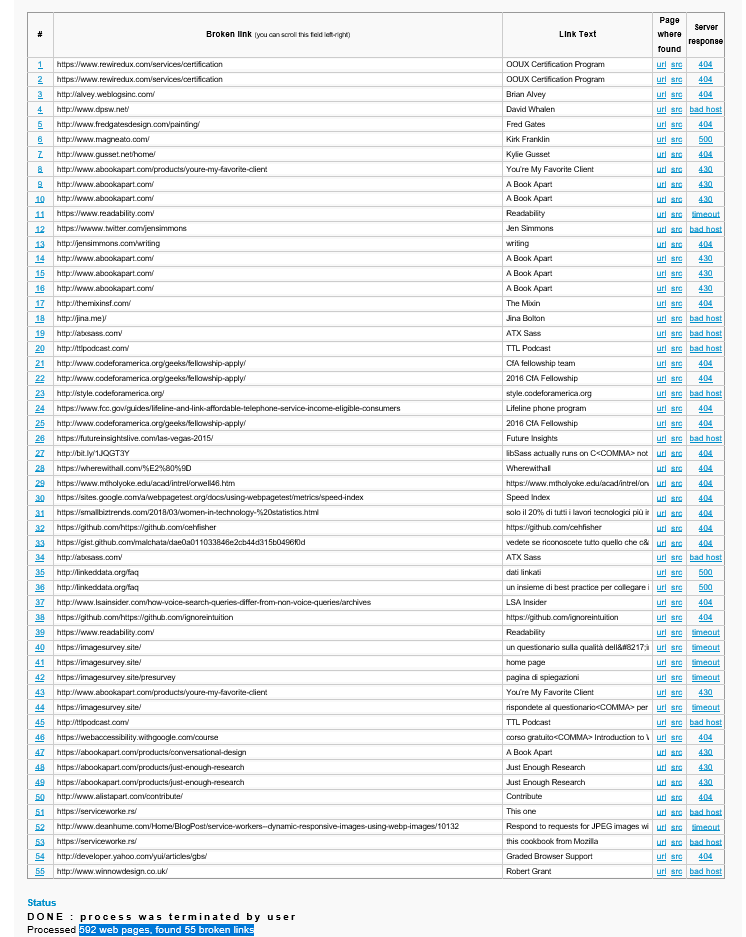 # Broken link (you can scroll this field left-right) Link Text Page where found Server response
1 https://www.rewiredux.com/services/certification OOUX Certification Program url src 404
2 https://www.rewiredux.com/services/certification OOUX Certification Program url src 404
3 http://alvey.weblogsinc.com/ Brian Alvey url src 404
4 http://www.dpsw.net/ David Whalen url src bad host
5 http://www.fredgatesdesign.com/painting/ Fred Gates url src 404
6 http://www.magneato.com/ Kirk Franklin url src 500
7 http://www.gusset.net/home/ Kylie Gusset url src 404
8 http://www.abookapart.com/products/youre-my-favorite-client You're My Favorite Client url src 430
9 http://www.abookapart.com/ A Book Apart url src 430
10 http://www.abookapart.com/ A Book Apart url src 430
11 https://www.readability.com/ Readability url src timeout
12 https://wwww.twitter.com/jensimmons Jen Simmons url src bad host
13 http://jensimmons.com/writing writing url src 404
14 http://www.abookapart.com/ A Book Apart url src 430
15 http://www.abookapart.com/ A Book Apart url src 430
16 http://www.abookapart.com/ A Book Apart url src 430
17 http://themixinsf.com/ The Mixin url src 404
18 http://jina.me)/ Jina Bolton url src bad host
19 http://atxsass.com/ ATX Sass url src bad host
20 http://ttlpodcast.com/ TTL Podcast url src bad host
21 http://www.codeforamerica.org/geeks/fellowship-apply/ CfA fellowship team url src 404
22 http://www.codeforamerica.org/geeks/fellowship-apply/ 2016 CfA Fellowship url src 404
23 http://style.codeforamerica.org/ style.codeforamerica.org url src bad host
24 https://www.fcc.gov/guides/lifeline-and-link-affordable-telephone-service-income-eligible-consumers Lifeline phone program url src 404
25 http://www.codeforamerica.org/geeks/fellowship-apply/ 2016 CfA Fellowship url src 404
26 https://futureinsightslive.com/las-vegas-2015/ Future Insights url src bad host
27 http://bit.ly/1JQGT3Y libSass actually runs on C<COMMA> not url src 404
28 https://wherewithall.com/%E2%80%9D Wherewithall url src 404
29 https://www.mtholyoke.edu/acad/intrel/orwell46.htm https://www.mtholyoke.edu/acad/intrel/orw url src 404
30 https://sites.google.com/a/webpagetest.org/docs/using-webpagetest/metrics/speed-index Speed Index url src 404
31 https://smallbiztrends.com/2018/03/women-in-technology-%20statistics.html solo il 20% di tutti i lavori tecnologici più ir url src 404
32 https://github.com/https://github.com/cehfisher https://github.com/cehfisher url src 404
33 https://gist.github.com/malchata/dae0a011033846e2cb44d315b0496f0d vedete se riconoscete tutto quello che c& url src 404
34 http://atxsass.com/ ATX Sass url src bad host
35 http://linkeddata.org/faq dati linkati url src 500
36 http://linkeddata.org/faq un insieme di best practice per collegare i url src 500
37 http://www.lsainsider.com/how-voice-search-queries-differ-from-non-voice-queries/archives LSA Insider url src 404
38 https://github.com/https://github.com/ignoreintuition https://github.com/ignoreintuition url src 404
39 https://www.readability.com/ Readability url src timeout
40 https://imagesurvey.site/ un questionario sulla qualità dell&#8217;i url src timeout
41 https://imagesurvey.site/ home page url src timeout
42 https://imagesurvey.site/presurvey pagina di spiegazioni url src timeout
43 http://www.abookapart.com/products/youre-my-favorite-client You're My Favorite Client url src 430
44 https://imagesurvey.site/ rispondete al questionario<COMMA> per url src timeout
45 http://ttlpodcast.com/ TTL Podcast url src bad host
46 https://webaccessibility.withgoogle.com/course corso gratuito<COMMA> Introduction to W url src 404
47 https://abookapart.com/products/conversational-design A Book Apart url src 430
48 https://abookapart.com/products/just-enough-research Just Enough Research url src 430
49 https://abookapart.com/products/just-enough-research Just Enough Research url src 430
50 http://www.alistapart.com/contribute/ Contribute url src 404
51 https://serviceworke.rs/ This one url src bad host
52 http://www.deanhume.com/Home/BlogPost/service-workers--dynamic-responsive-images-using-webp-images/10132 Respond to requests for JPEG images wi url src timeout
53 https://serviceworke.rs/ this cookbook from Mozilla url src bad host
54 http://developer.yahoo.com/yui/articles/gbs/ Graded Browser Support url src 404
55 http://www.winnowdesign.co.uk/ Robert Grant url src bad host
Status
DONE : process was terminated by user
Processed 592 web pages, found 55 broken links